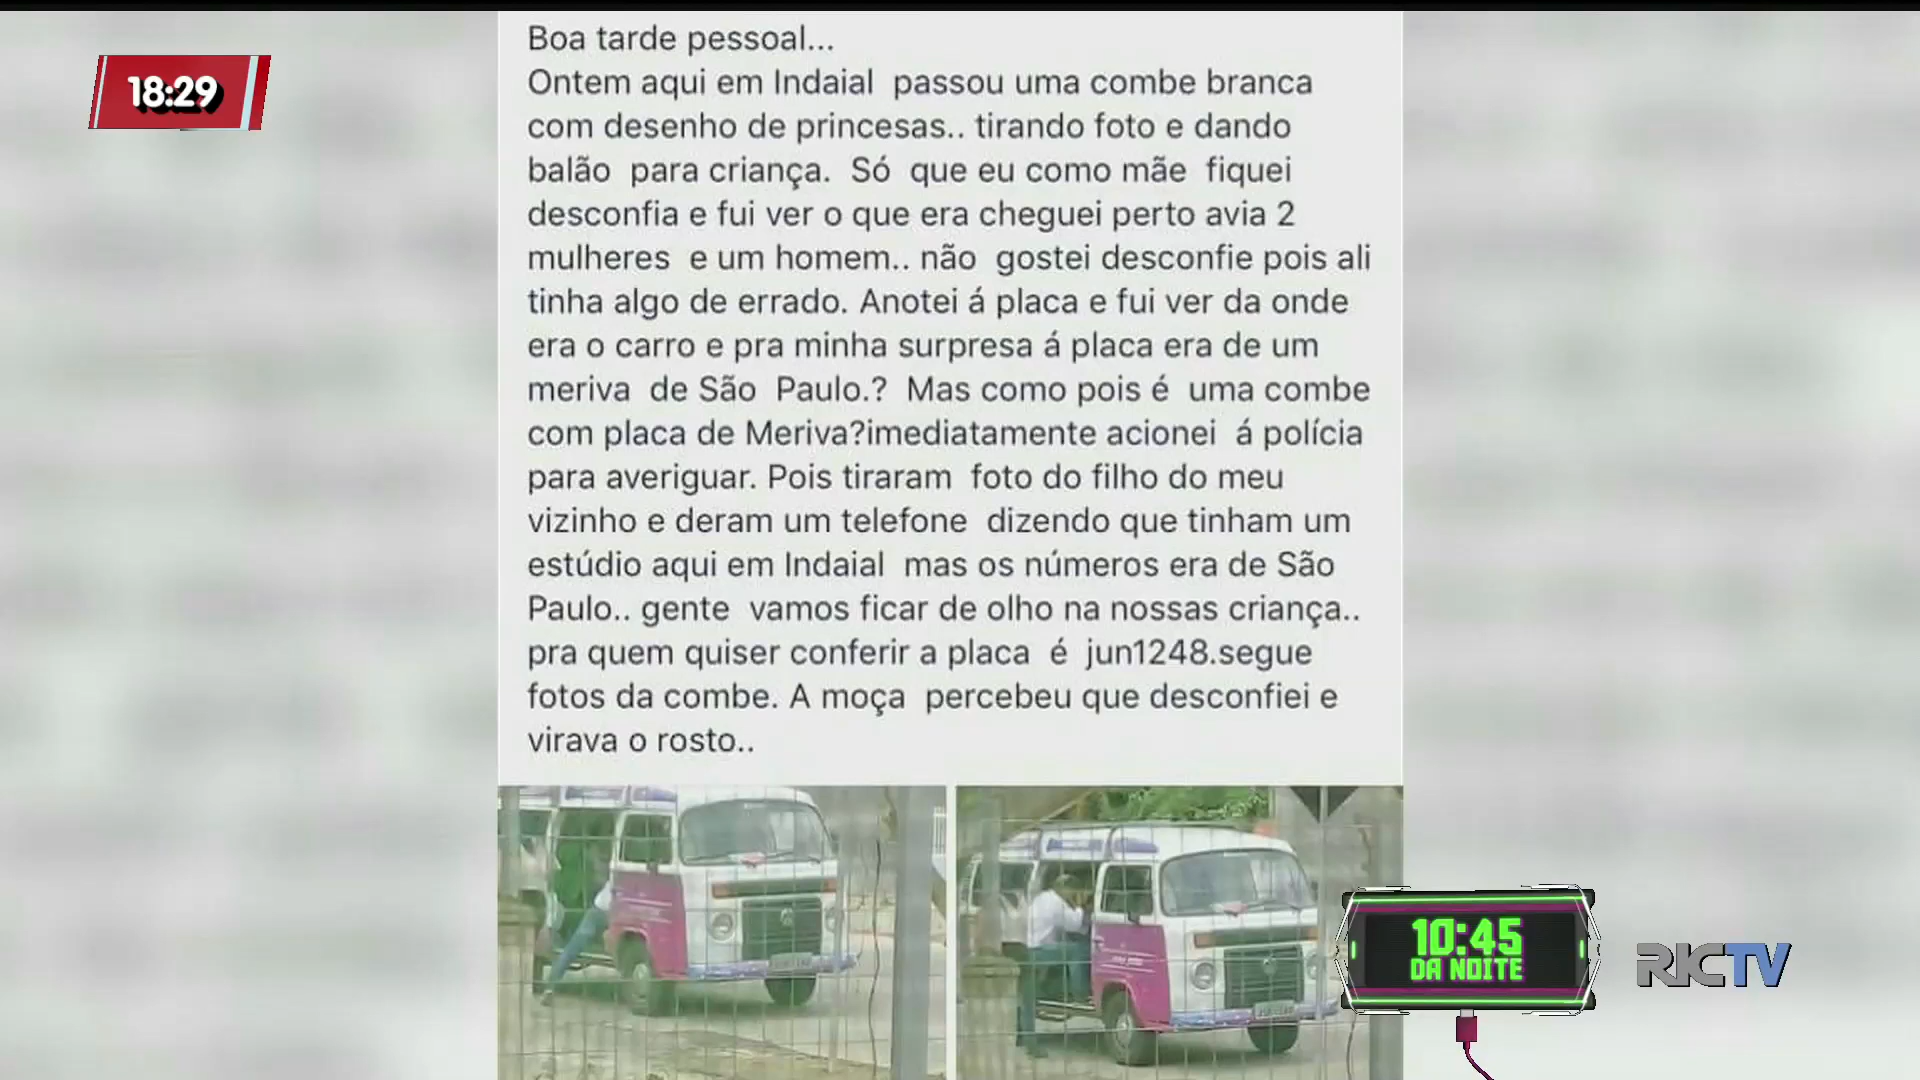 18:29
Boa tarde pessoal...
Ontem aqui em Indaial passou uma combe branca
com desenho de princesas.. tirando foto e dando
balão para criança. Só que eu como mãe fiquei
desconfia e fui ver o que era cheguei perto avia 2
mulheres e um homem.. não gostei desconfie pois ali
tinha algo de errado. Anotei á placa e fui ver da onde
era o carro e pra minha surpresa á placa era de um
meriva de São Paulo.? Mas como pois é uma combe
com placa de Meriva?imediatamente acionei á polícia
para averiguar. Pois tiraram foto do filho do meu
vizinho e deram um telefone dizendo que tinham um
estúdio aqui em Indaial mas os números era de São
Paulo.. gente vamos ficar de olho na nossas criança..
pra quem quiser conferir a placa é jun1248.segue
fotos da combe. A moça percebeu que desconfiei e
virava o rosto..
10:45
DA NOITE
RICTV